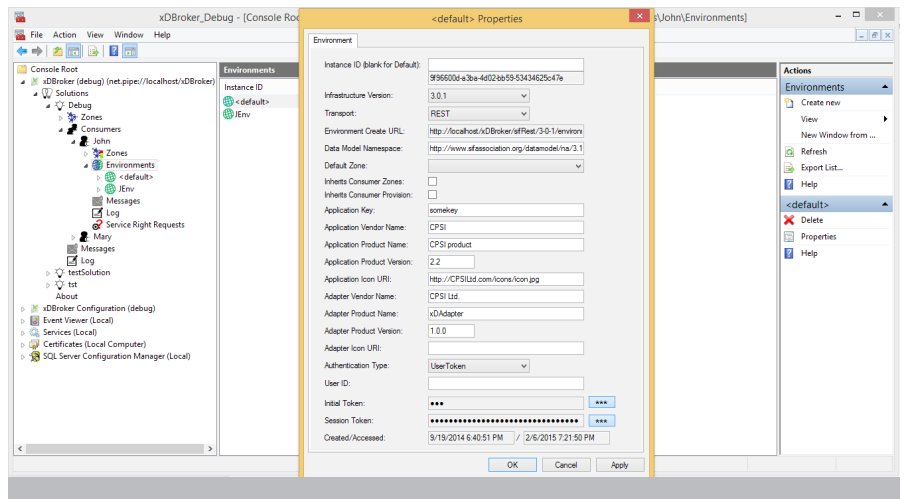 xDBroker_Debug - [Console Roo
s\John\Environments]
File Action View Window Help
Console Root
xDBroker (debug) (net.pipe://localhost/xDBroker)
Solutions
Debug
Zones
Consumers
John
Zones
Environments
<default>
JEnv
Messages
Log
Service Right Requests
Mary
Messages
Log
testSolution
tst
About
xDBroker Configuration (debug)
Event Viewer (Local)
Services (Local)
Certificates (Local Computer)
SQL Server Configuration Manager (Local)
Environments
Instance ID
<default>
JEnv
<default> Properties
Environment
Instance ID (blank for Default):
9f96600d-a3ba-4d02-bb59-53434625c47e
Infrastructure Version: 3.0.1
Transport: REST
Environment Create URL: http://localhost/xDBroker/sifRest/3-0-1/environ
Data Model Namespace: http://www.sifassociation.org/datamodel/na/3.1
Default Zone:
Inherits Consumer Zones:
Inherits Consumer Provision:
Application Key: somekey
Application Vendor Name: CPSI
Application Product Name: CPSI product
Application Product Version: 2.2
Application Icon URI: http://CPSILtd.com/icons/icon.jpg
Adapter Vendor Name: CPSI Ltd.
Adapter Product Name: xDAdapter
Adapter Product Version: 1.0.0
Adapter Icon URI:
Authentication Type: UserToken
User ID:
Initial Token: ●●● ***
Session Token: ●●●●●●●●●●●●●●●●●●●●●●●●●●●●●●●● ***
Created/Accessed: 9/19/2014 6:40:51 PM / 2/6/2015 7:21:50 PM
OK Cancel Apply
Actions
Environments
Create new
View
New Window from ...
Refresh
Export List...
Help
<default>
Delete
Properties
Help